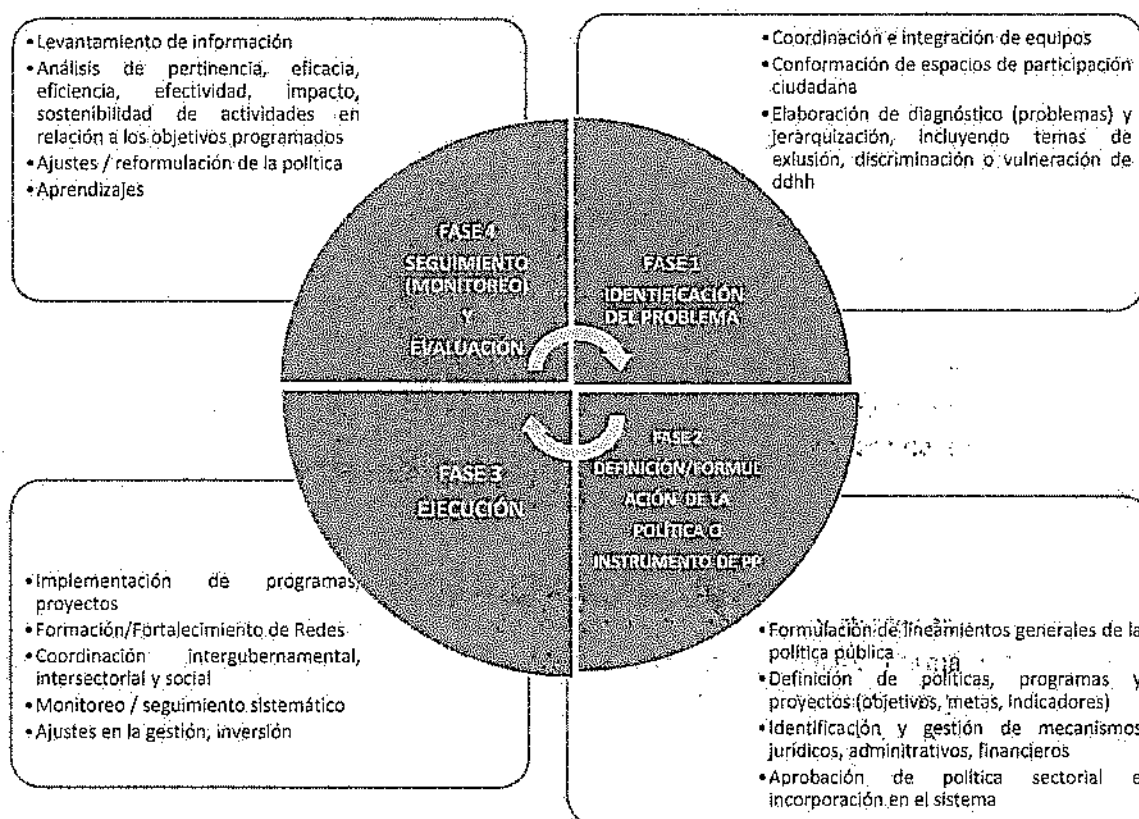 • Levantamiento de información
• Análisis de pertinencia, eficacia,
eficiencia, efectividad, impacto,
sostenibilidad de actividades en
relación a los objetivos programados
• Ajustes / reformulación de la política
• Aprendizajes
• Coordinación e integración de equipos
• Conformación de espacios de participación
ciudadana
• Elaboración de diagnóstico (problemas) y
jerarquización, incluyendo temas de
exlusión, discriminación o vulneración de
ddhh
FASE 4
SEGUIMIENTO
(MONITOREO)
Y
EVALUACIÓN
FASE 1
IDENTIFICACIÓN
DEL PROBLEMA
FASE 2
DEFINICIÓN/FORMUL
ACIÓN DE LA
POLÍTICA O
INSTRUMENTO DE PP
FASE 3
EJECUCIÓN
• Implementación de programas,
proyectos
• Formación/Fortalecimiento de Redes
• Coordinación intergubernamental,
intersectorial y social
• Monitoreo / seguimiento sistemático
• Ajustes en la gestión, inversión
• Formulación de lineamientos generales de la
política pública
• Definición de políticas, programas y
proyectos (objetivos, metas, indicadores)
• Identificación y gestión de mecanismos
jurídicos, adminitrativos, financieros
• Aprobación de política sectorial e
incorporación en el sistema